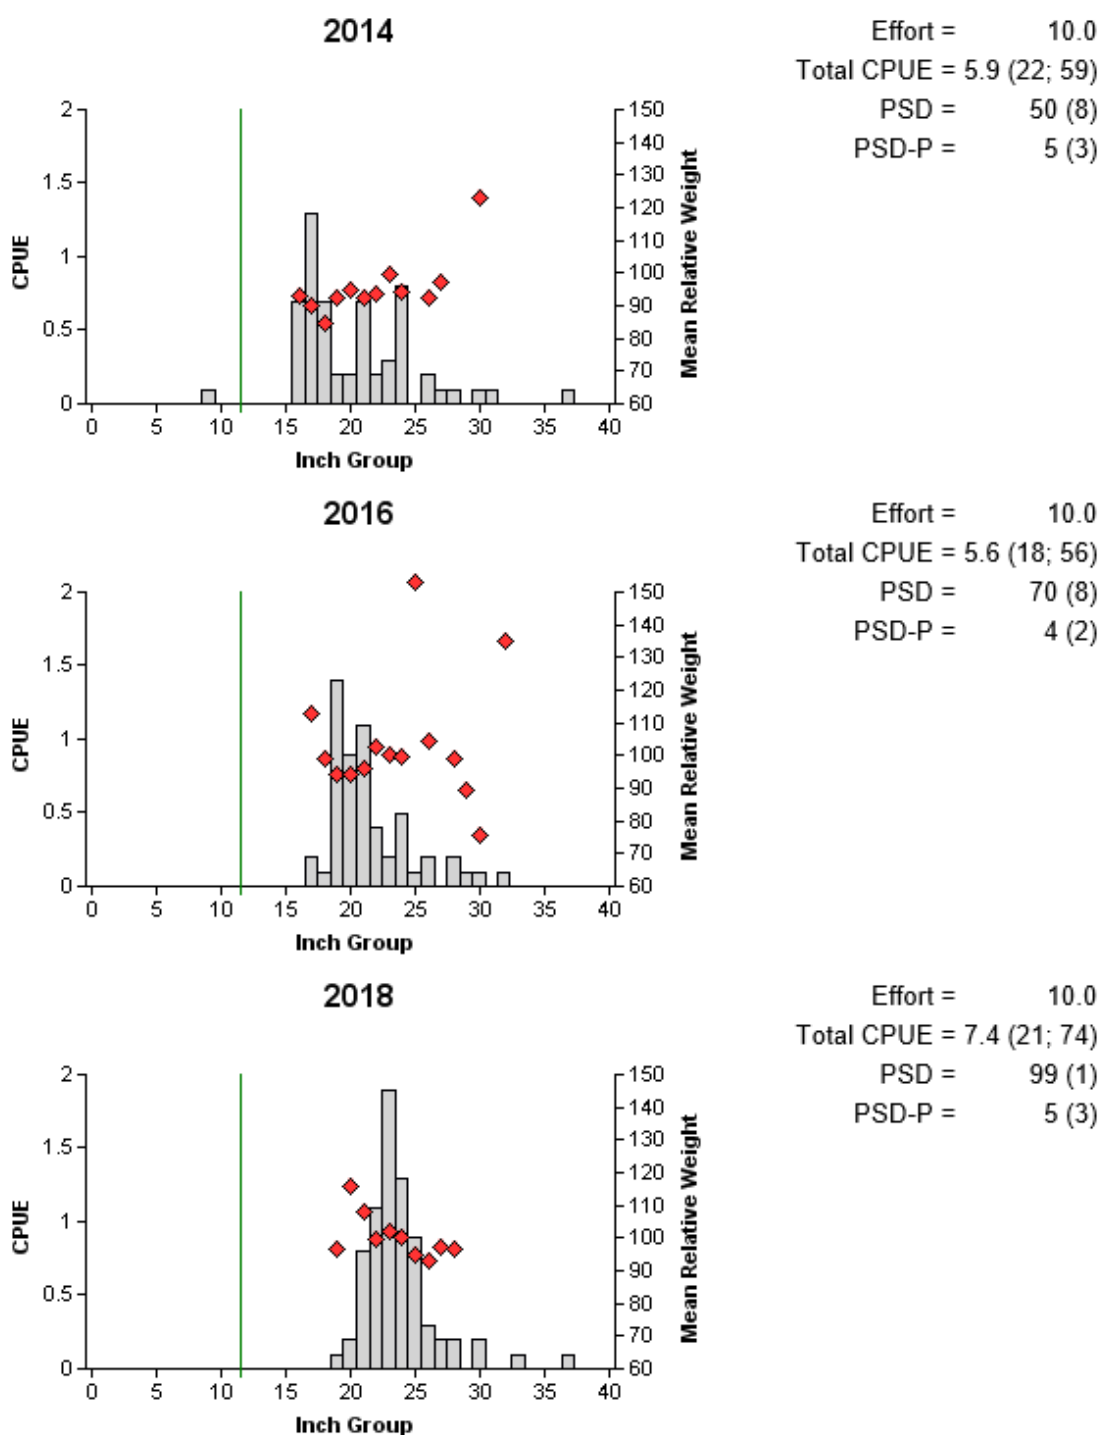 2014
Effort = 10.0
Total CPUE = 5.9 (22; 59)
PSD = 50 (8)
PSD-P = 5 (3)
2 150
140
1.5 130
120
1 110
100
0.5 90
80
70
0 60
CPUE
Mean Relative Weight
0 5 10 15 20 25 30 35 40
Inch Group
2016
Effort = 10.0
Total CPUE = 5.6 (18; 56)
PSD = 70 (8)
PSD-P = 4 (2)
2 150
140
1.5 130
120
1 110
100
0.5 90
80
70
0 60
CPUE
Mean Relative Weight
0 5 10 15 20 25 30 35 40
Inch Group
2018
Effort = 10.0
Total CPUE = 7.4 (21; 74)
PSD = 99 (1)
PSD-P = 5 (3)
2 150
140
1.5 130
120
1 110
100
0.5 90
80
70
0 60
CPUE
Mean Relative Weight
0 5 10 15 20 25 30 35 40
Inch Group